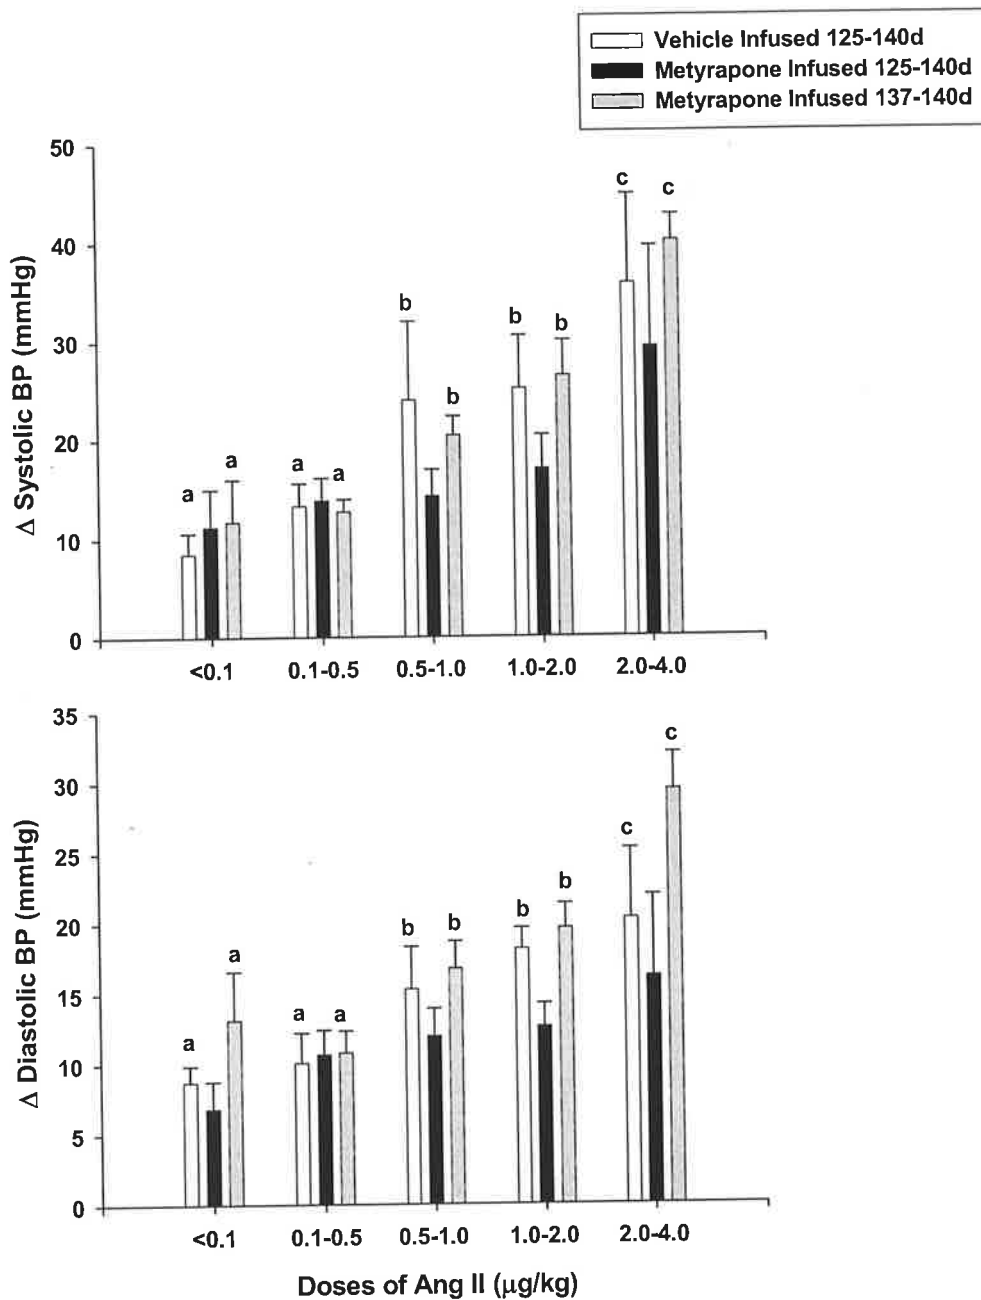 Vehicle Infused 125-140d
Metyrapone Infused 125-140d
Metyrapone Infused 137-140d
50
40
30
20
10
0
Δ Systolic BP (mmHg)
a a a a b b b b c c
<0.1 0.1-0.5 0.5-1.0 1.0-2.0 2.0-4.0
35
30
25
20
15
10
5
0
Δ Diastolic BP (mmHg)
a a a a b b b b c c
<0.1 0.1-0.5 0.5-1.0 1.0-2.0 2.0-4.0
Doses of Ang II (μg/kg)